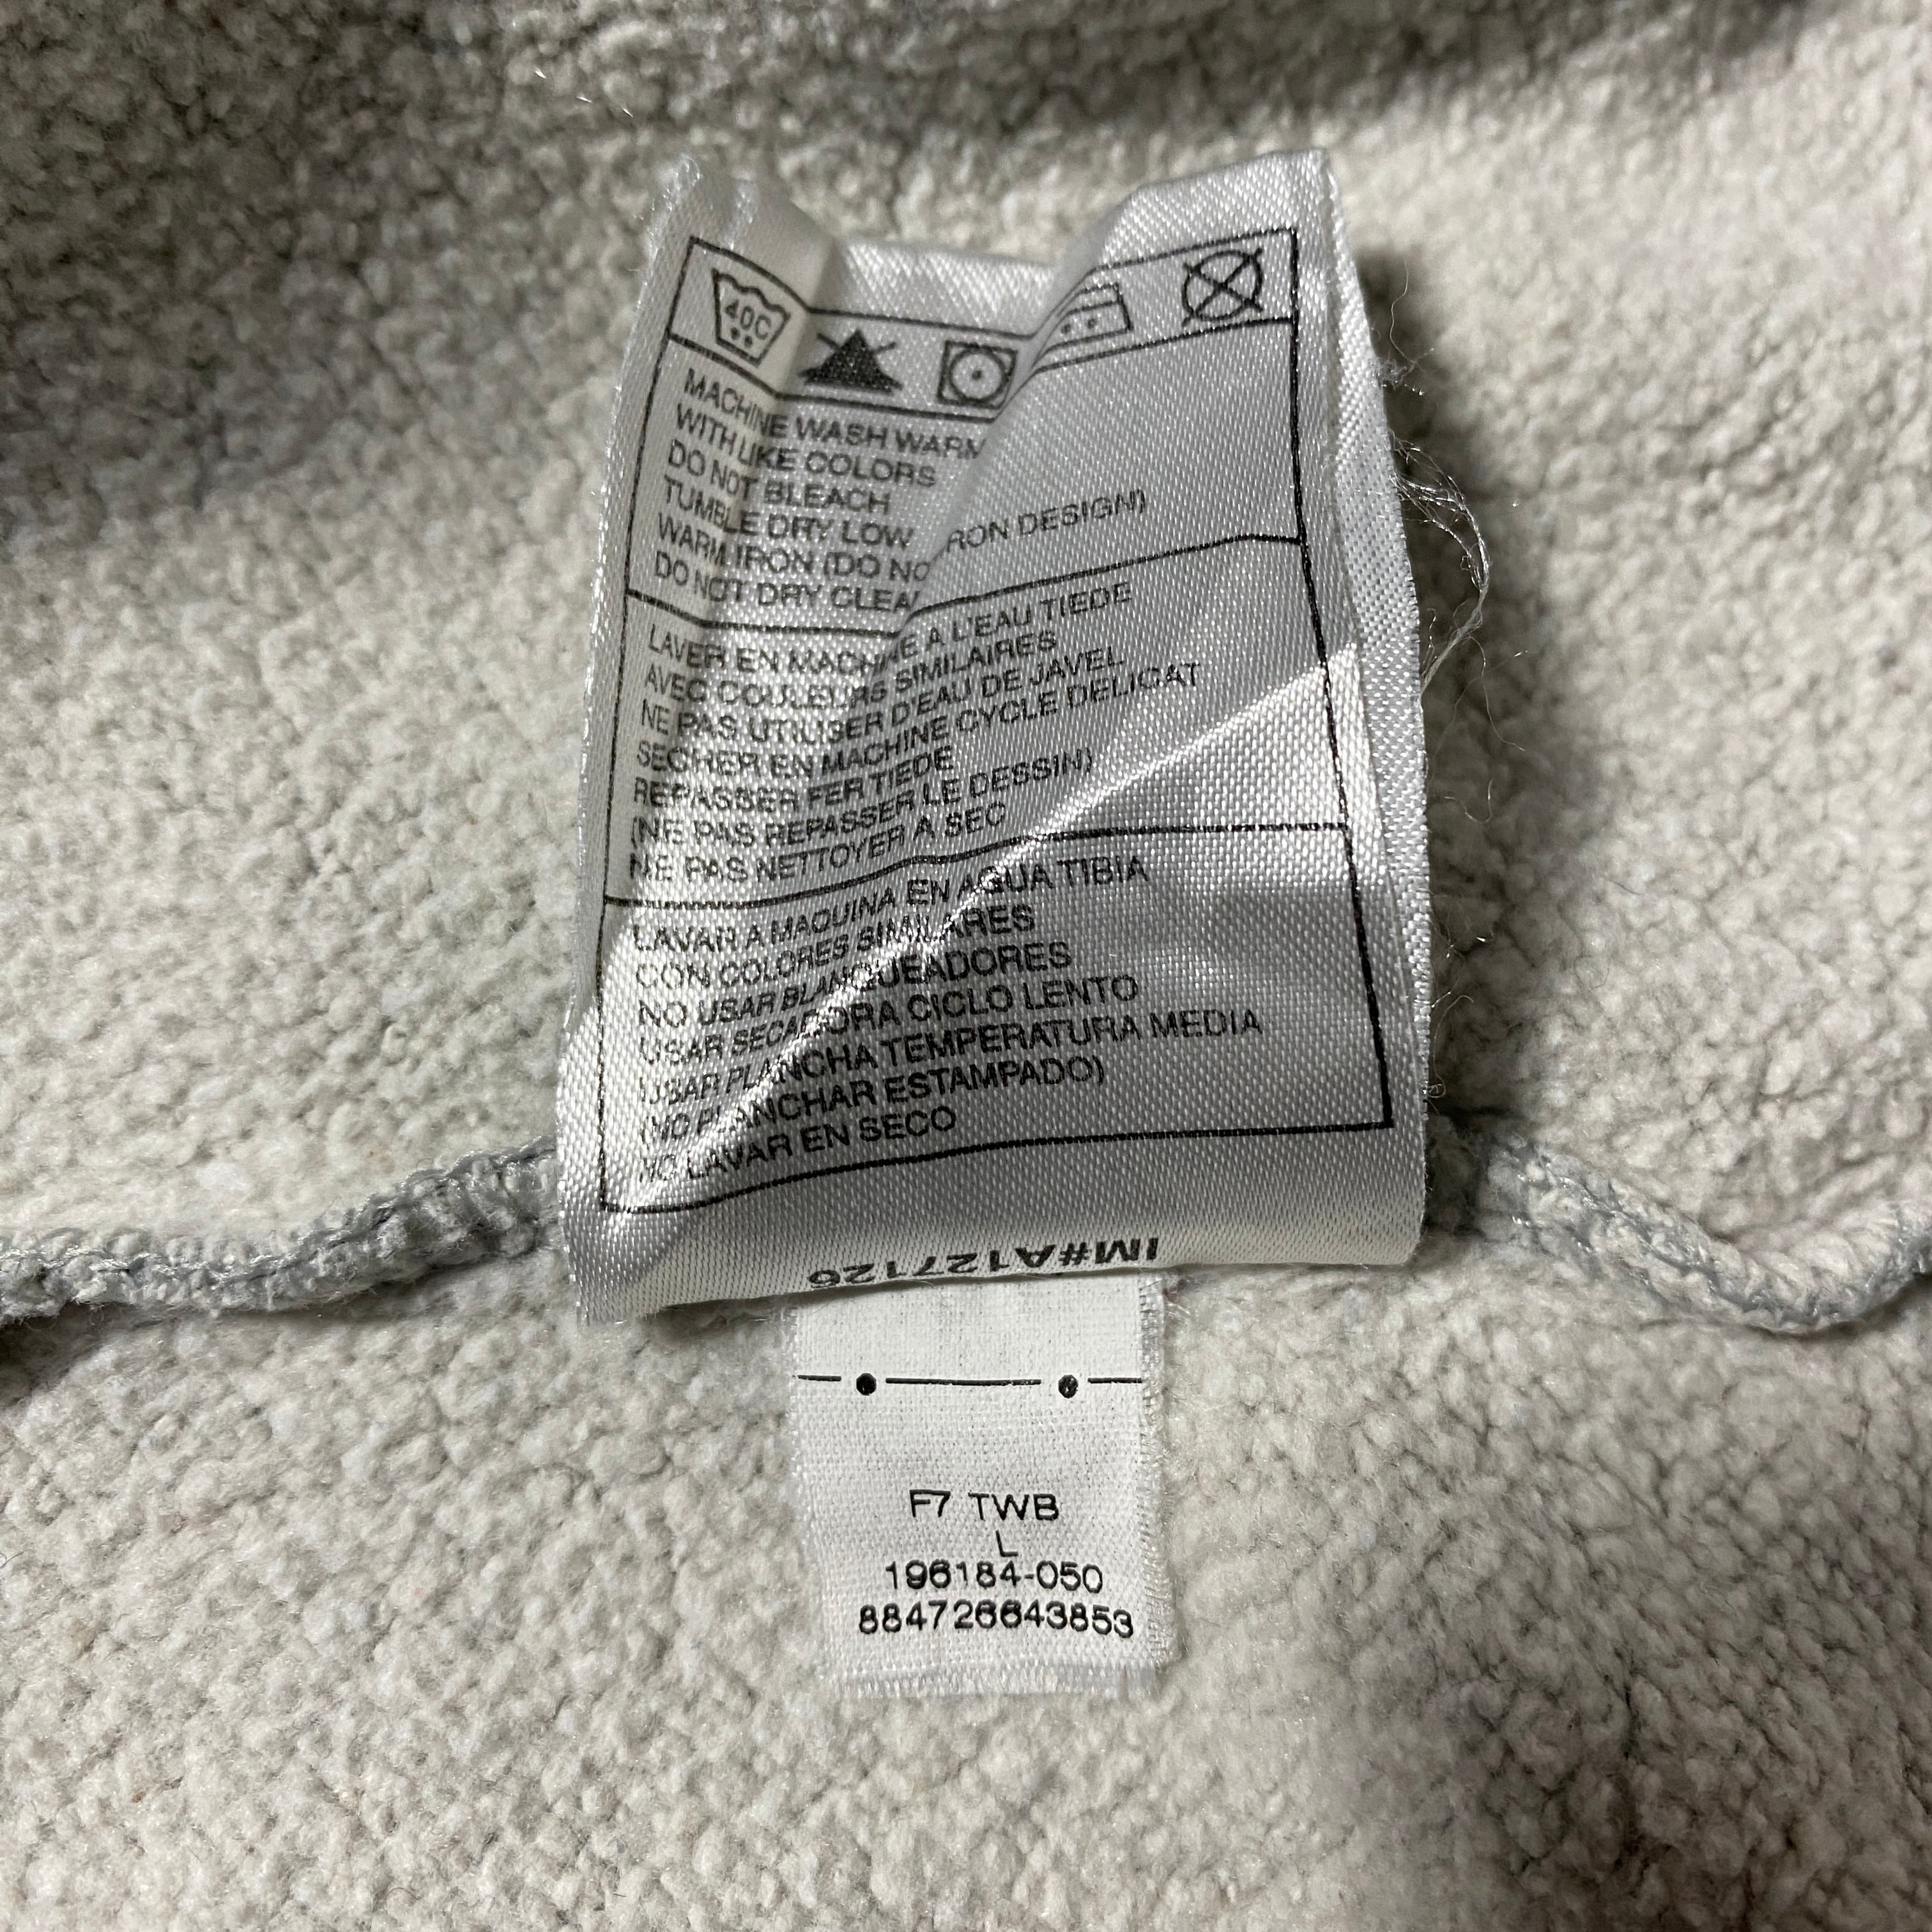 40C
MACHINE WASH WARM
WITH LIKE COLORS
DO NOT BLEACH
TUMBLE DRY LOW
WARM IRON (DO NO RON DESIGN)
DO NOT DRY CLEA
LAVER EN MACHINE A L'EAU TIEDE
AVEC COULEURS SIMILAIRES
NE PAS UTILISER D'EAU DE JAVEL
SECHER EN MACHINE CYCLE DELICAT
REPASSER FER TIEDE
(NE PAS REPASSER LE DESSIN)
NE PAS NETTOYER A SEC
LAVAR A MAQUINA EN AGUA TIBIA
CON COLORES SIMILARES
NO USAR BLANQUEADORES
USAR SECADORA CICLO LENTO
USAR PLANCHA TEMPERATURA MEDIA
(NO PLANCHAR ESTAMPADO)
NO LAVAR EN SECO
IM#A127126
F7 TWB
L
196184-050
884726643853